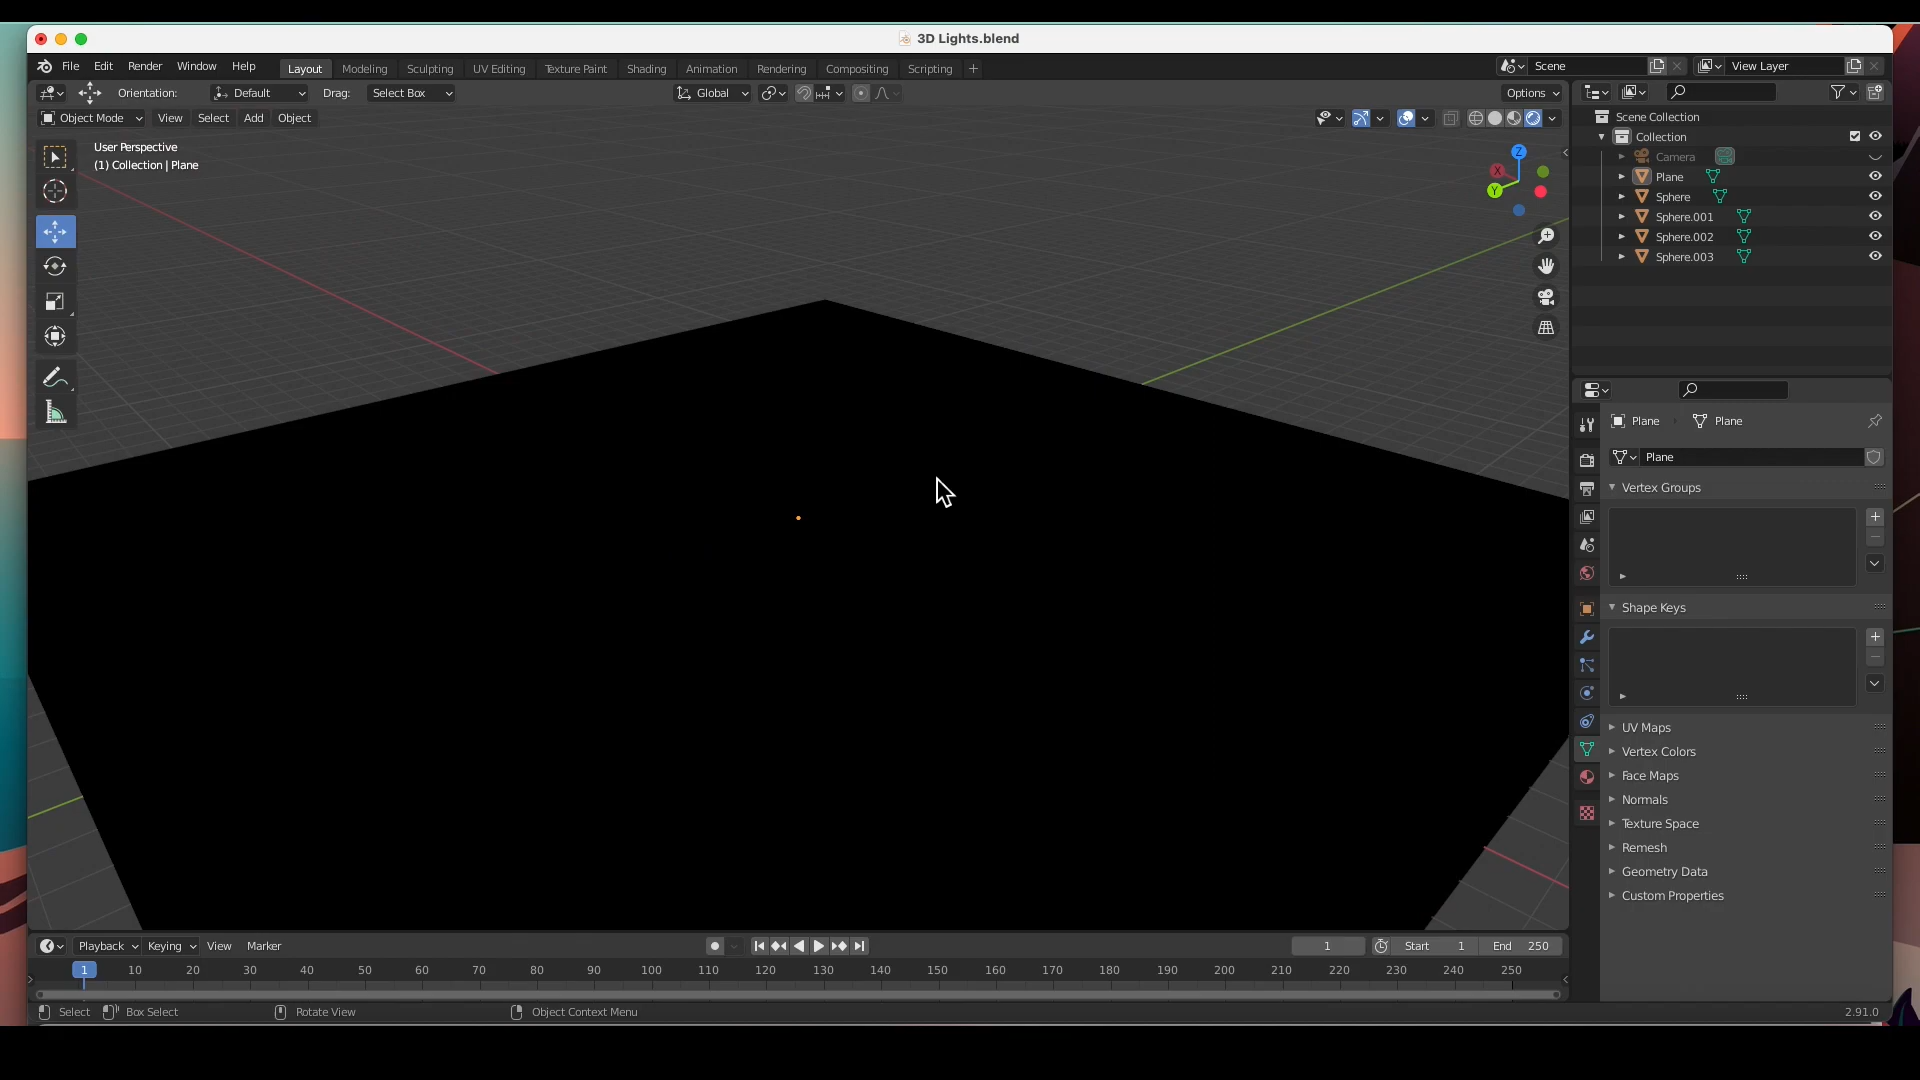 3D Lights.blend
File Edit Render Window Help Layout Modeling Sculpting UV Editing Texture Paint Shading Animation Rendering Compositing Scripting + Scene View Layer
Orientation: Default Drag: Select Box Global Options
Object Mode View Select Add Object
User Perspective
(1) Collection | Plane
Z
X
Y
Scene Collection
Collection
Camera
Plane
Sphere
Sphere.001
Sphere.002
Sphere.003
Plane Plane
Plane
Vertex Groups
Shape Keys
UV Maps
Vertex Colors
Face Maps
Normals
Texture Space
Remesh
Geometry Data
Custom Properties
Playback Keying View Marker 1 Start 1 End 250
1 10 20 30 40 50 60 70 80 90 100 110 120 130 140 150 160 170 180 190 200 210 220 230 240 250
Select Box Select Rotate View Object Context Menu 2.91.0